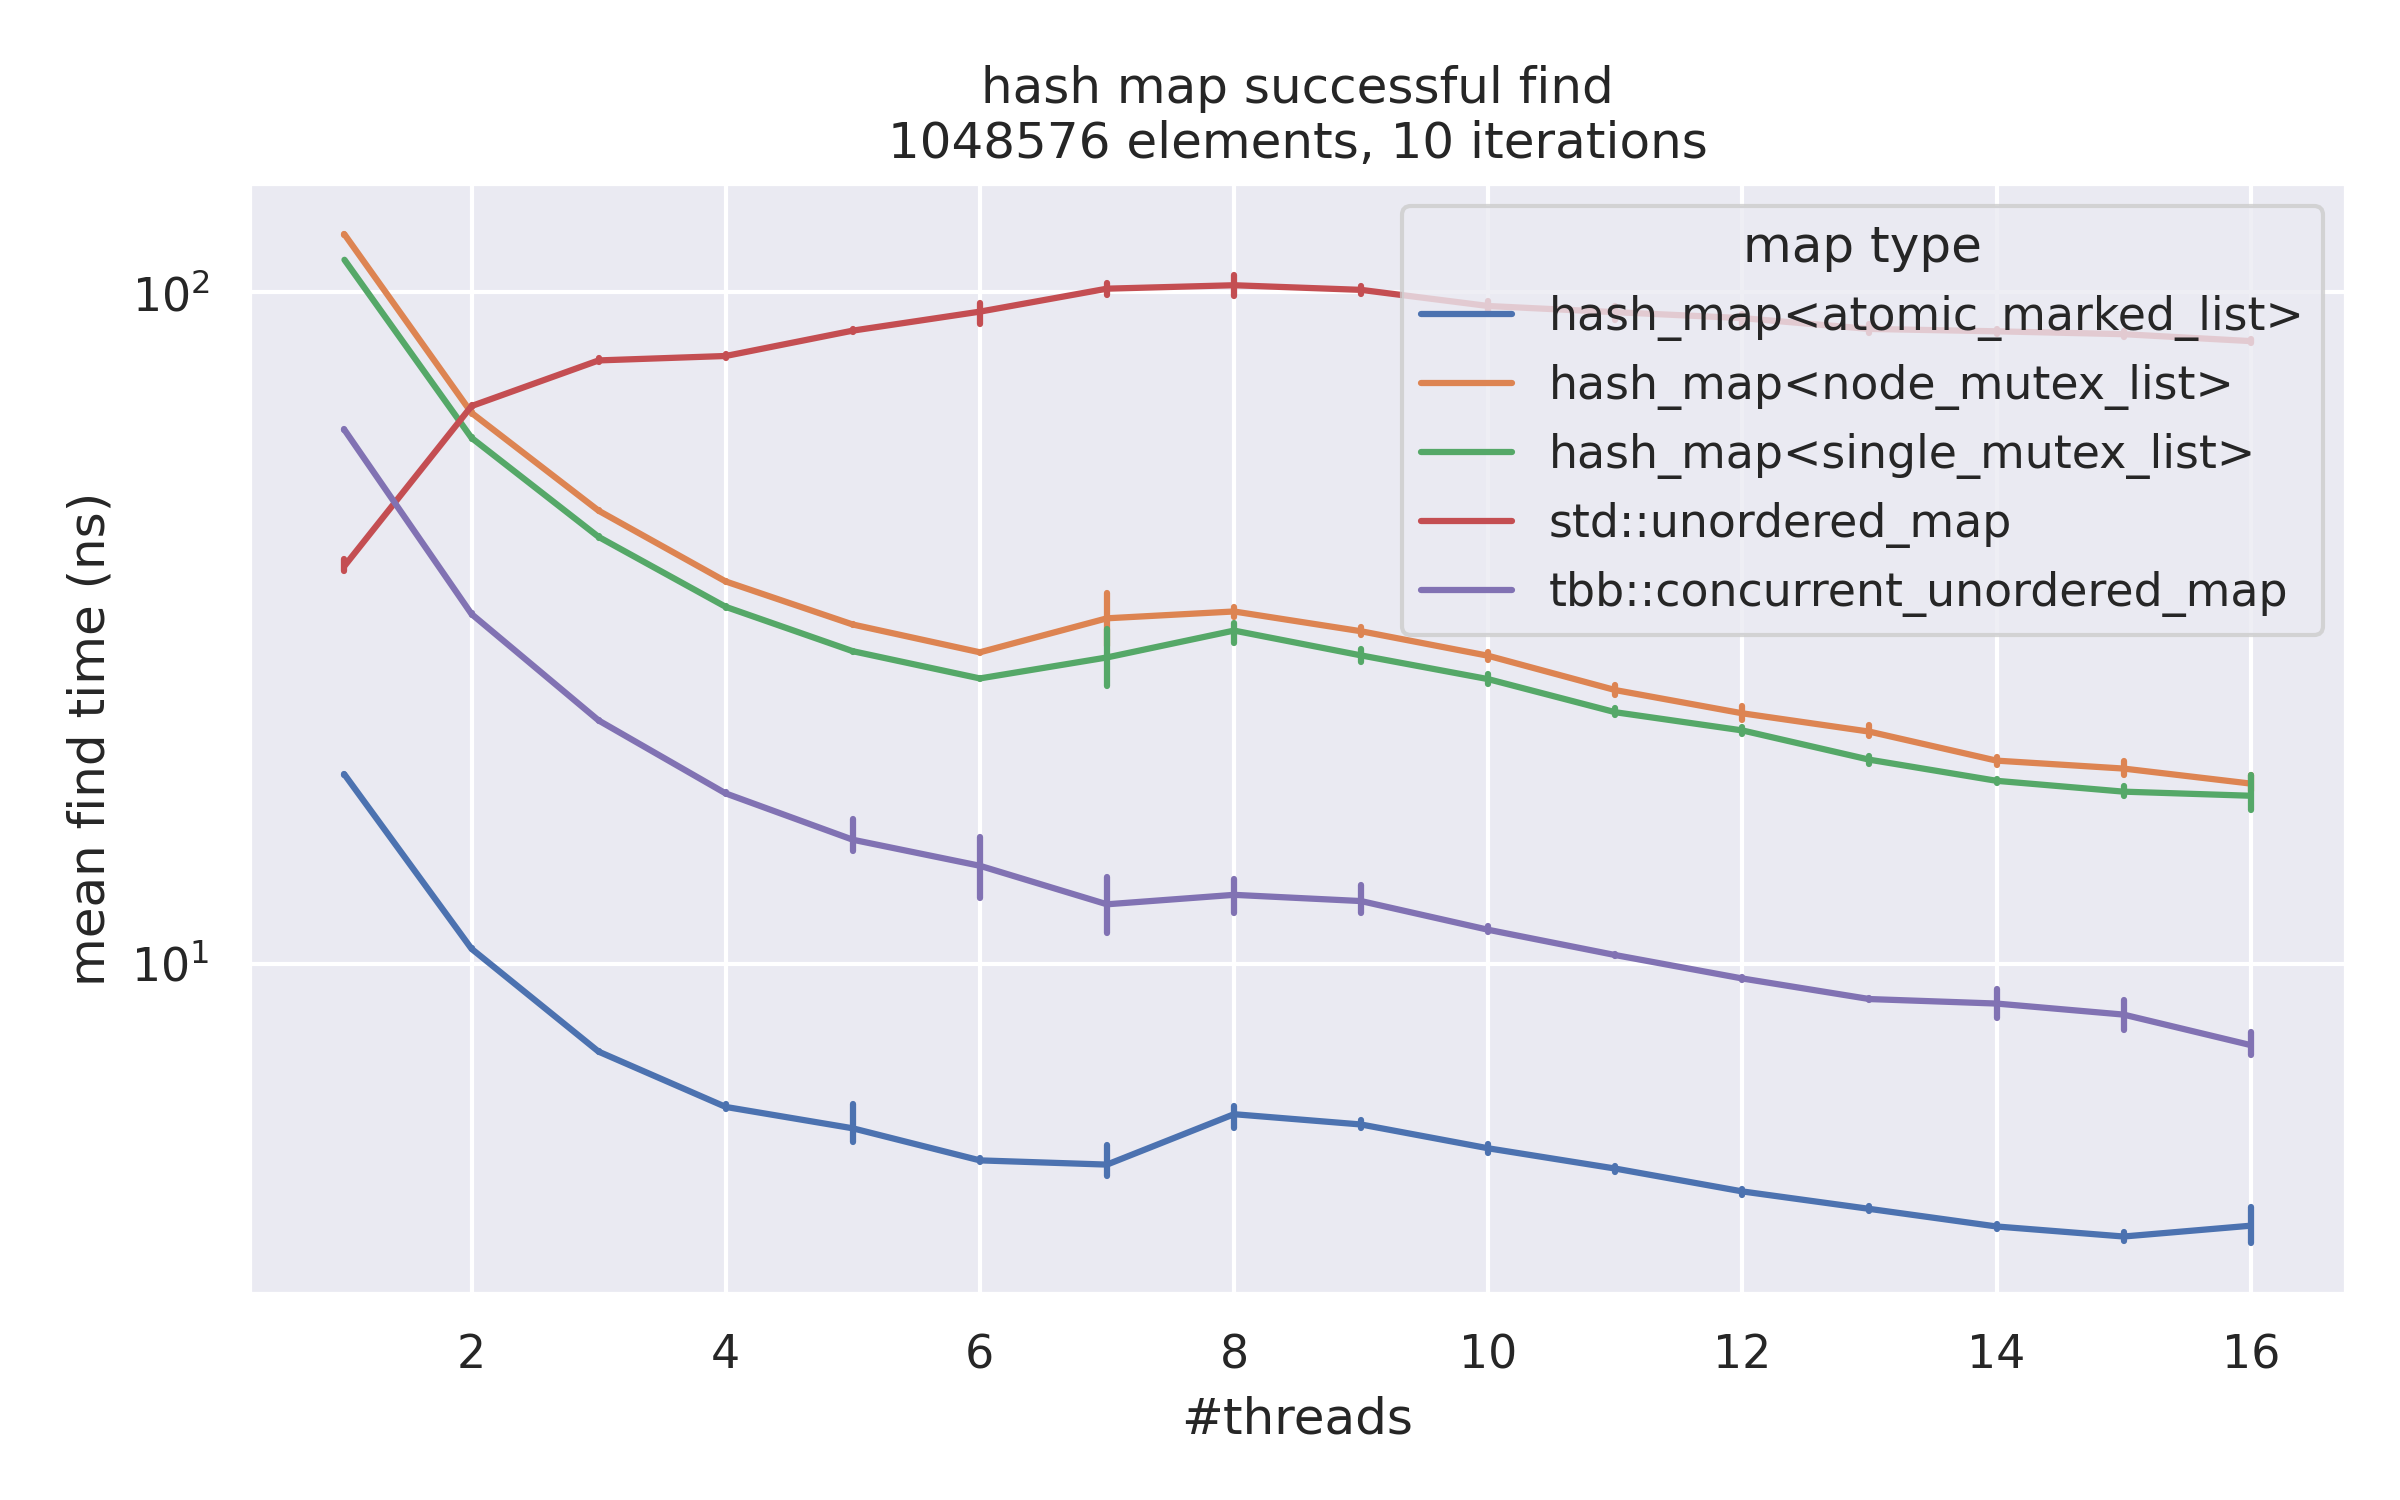 hash map successful find
1048576 elements, 10 iterations
map type
hash_map<atomic_marked_list>
hash_map<node_mutex_list>
hash_map<single_mutex_list>
std::unordered_map
tbb::concurrent_unordered_map
mean find time (ns)
10²
10¹
2 4 6 8 10 12 14 16
#threads